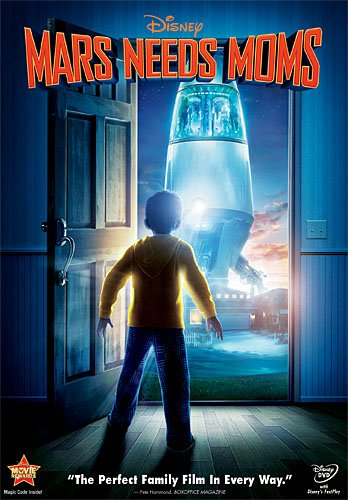 Disney
MARS NEEDS MOMS
"The Perfect Family Film In Every Way."
— Pete Hammond, BOXOFFICE MAGAZINE
Disney
MOVIE
REWARDS
Magic Code Inside!
Disney
DVD
with
Disney's FastPlay